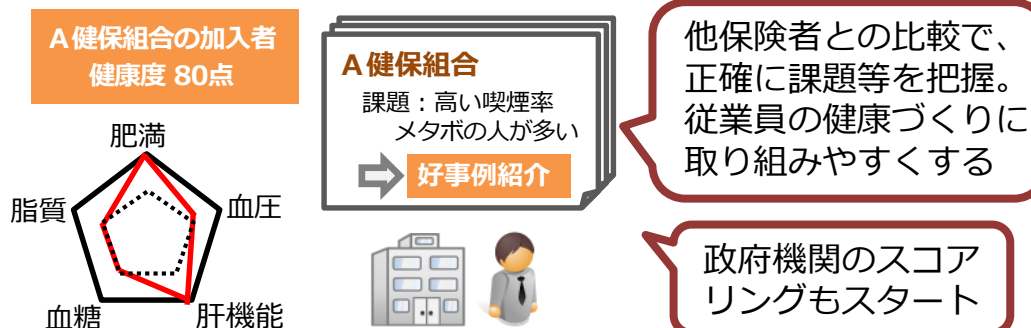 A健保組合の加入者
健康度 80点
肥満
脂質
血圧
血糖
肝機能
A健保組合
課題：高い喫煙率
メタボの人が多い
好事例紹介
他保険者との比較で、
正確に課題等を把握。
従業員の健康づくりに
取り組みやすくする
政府機関のスコア
リングもスタート